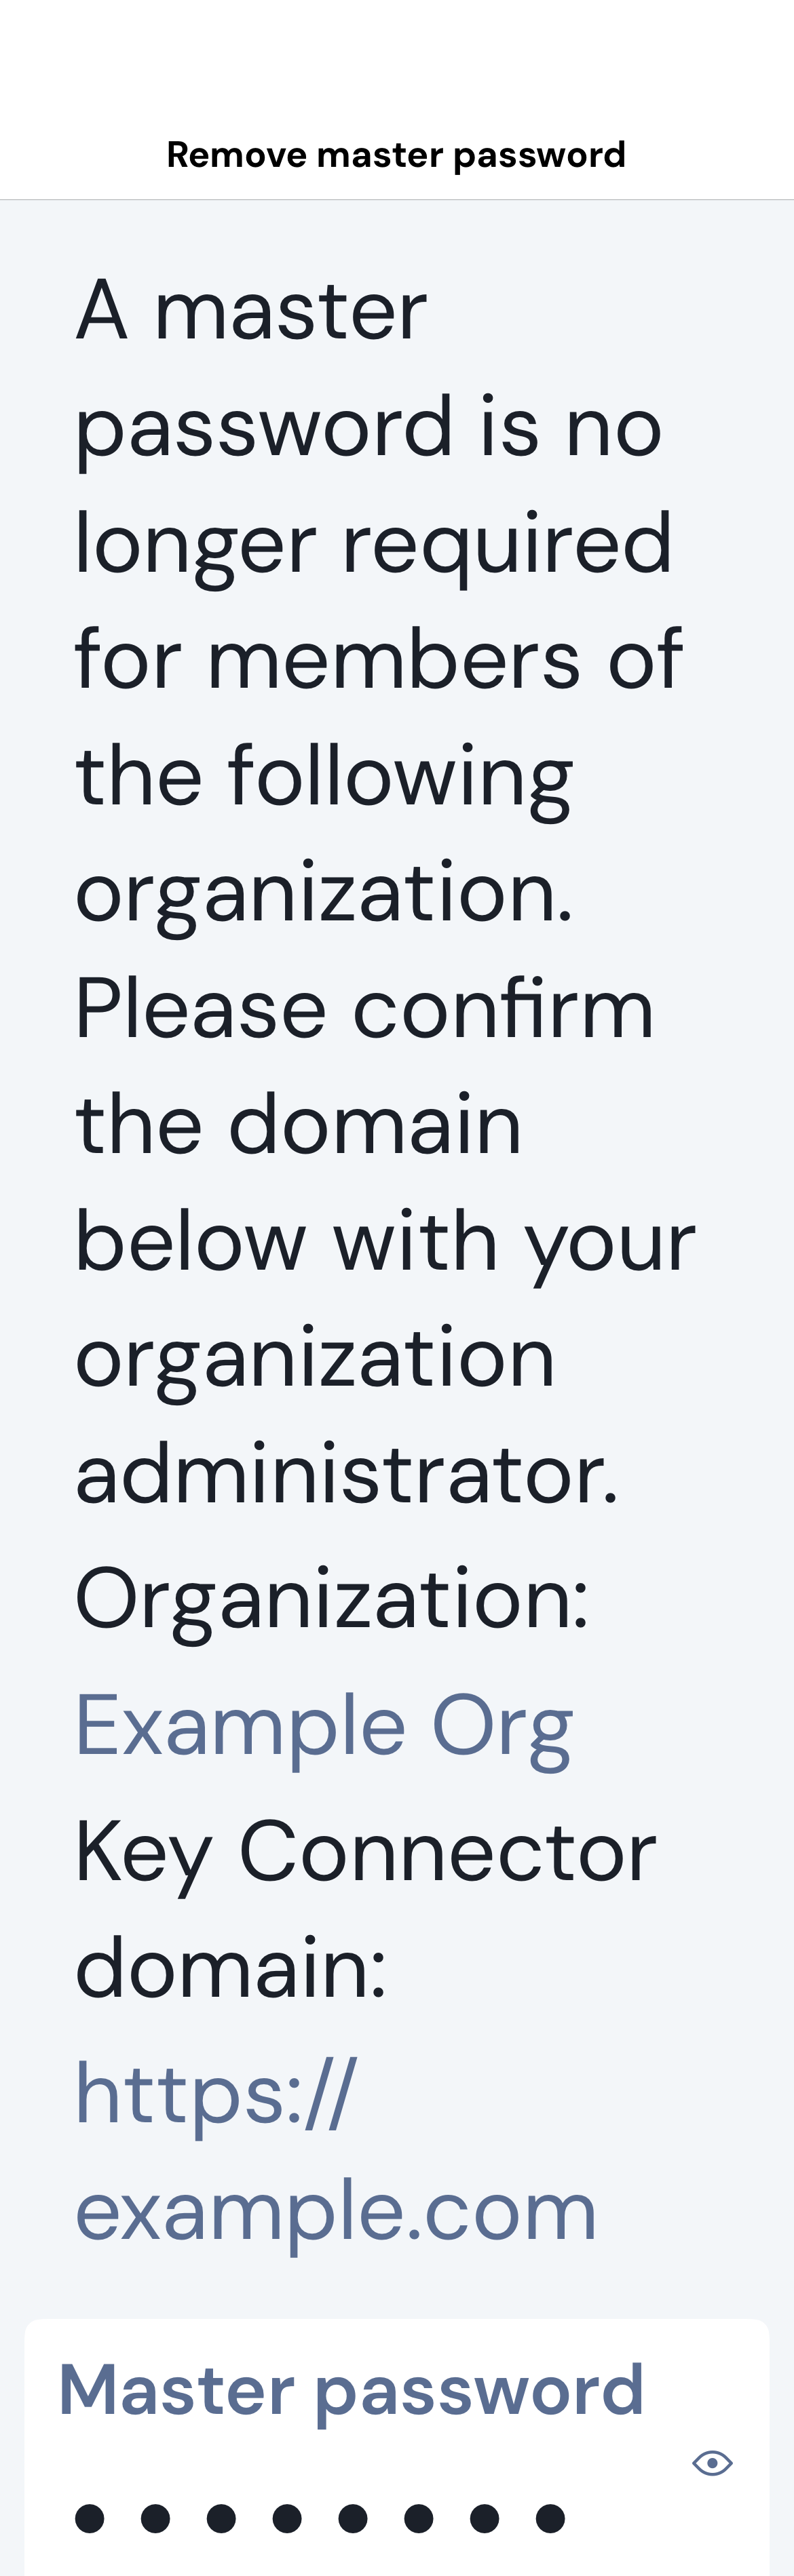 Remove master password
A master
password is no
longer required
for members of
the following
organization.
Please confirm
the domain
below with your
organization
administrator.
Organization:
Example Org
Key Connector
domain:
https://
example.com
Master password
••••••••